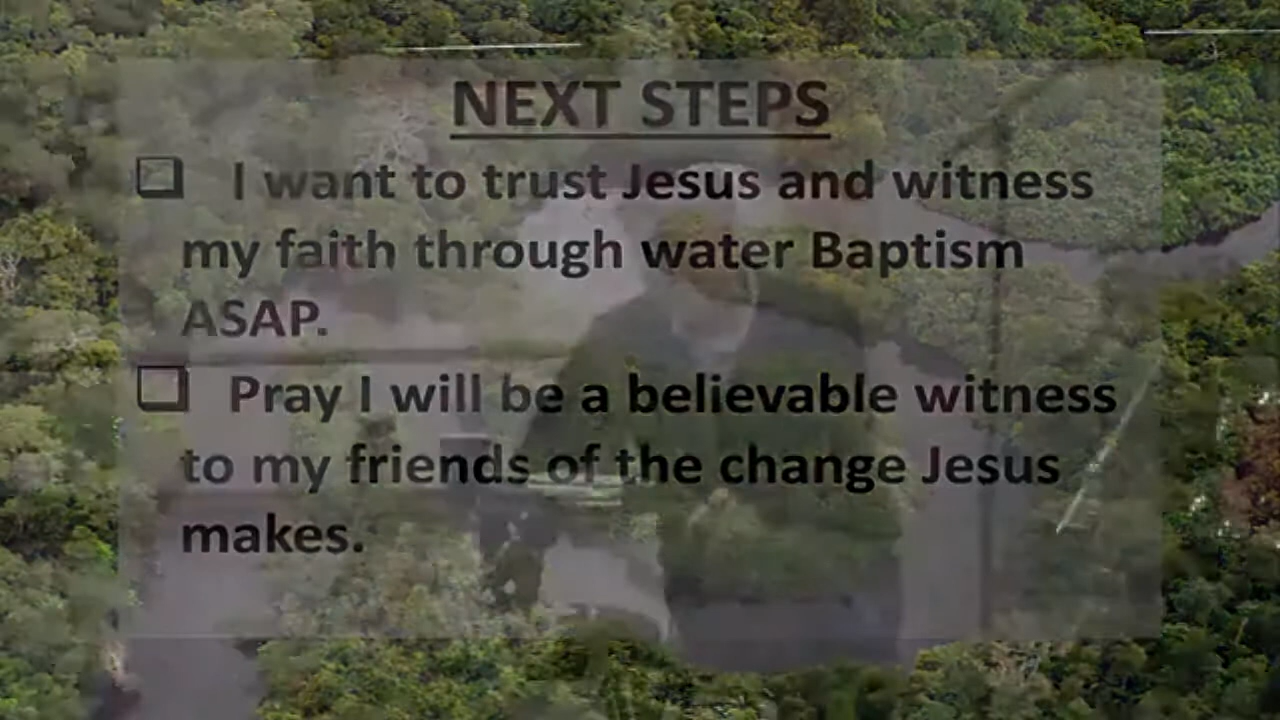 NEXT STEPS
❑ I want to trust Jesus and witness
my faith through water Baptism
ASAP.
❑ Pray I will be a believable witness
to my friends of the change Jesus
makes.